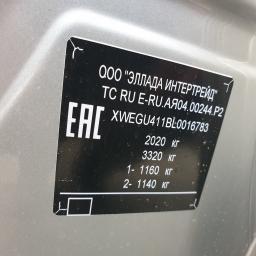 ООО "ЭЛЛАДА ИНТЕРТРЕЙД"
ТС RU E-RU.АЯ04.00244.Р2
EAC
XWEGU411BL0016783
2020 кг
3320 кг
1- 1160 кг
2- 1140 кг